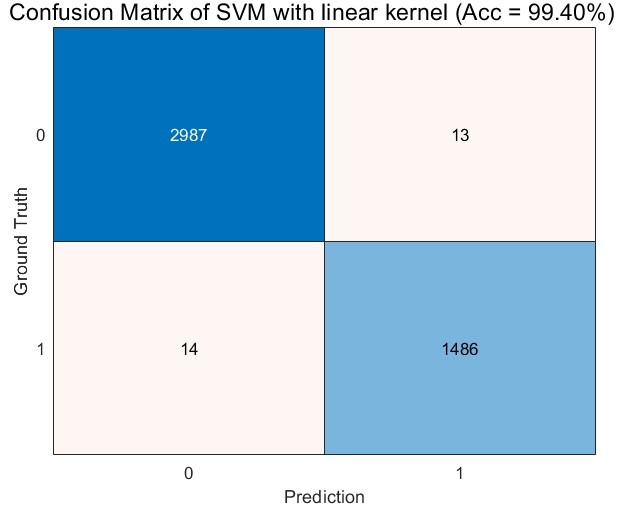 Confusion Matrix of SVM with linear kernel (Acc = 99.40%)
0
2987
13
Ground Truth
1
14
1486
0
1
Prediction